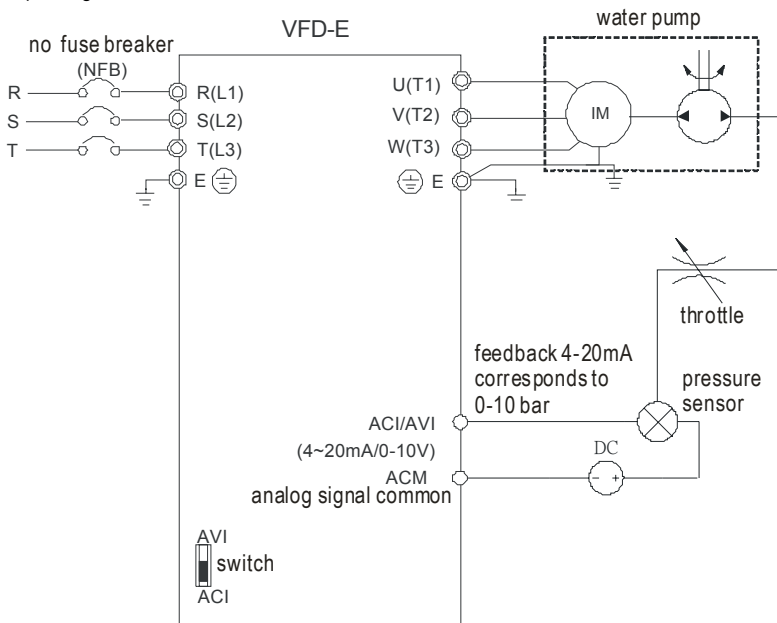 water pump
VFD-E
no fuse breaker
(NFB)
R
R(L1)
S
S(L2)
T
T(L3)
E
U(T1)
V(T2)
W(T3)
E
IM
throttle
feedback 4-20mA
corresponds to
0-10 bar
pressure
sensor
ACI/AVI
(4~20mA/0-10V)
ACM
analog signal common
DC
- +
AVI
switch
ACI